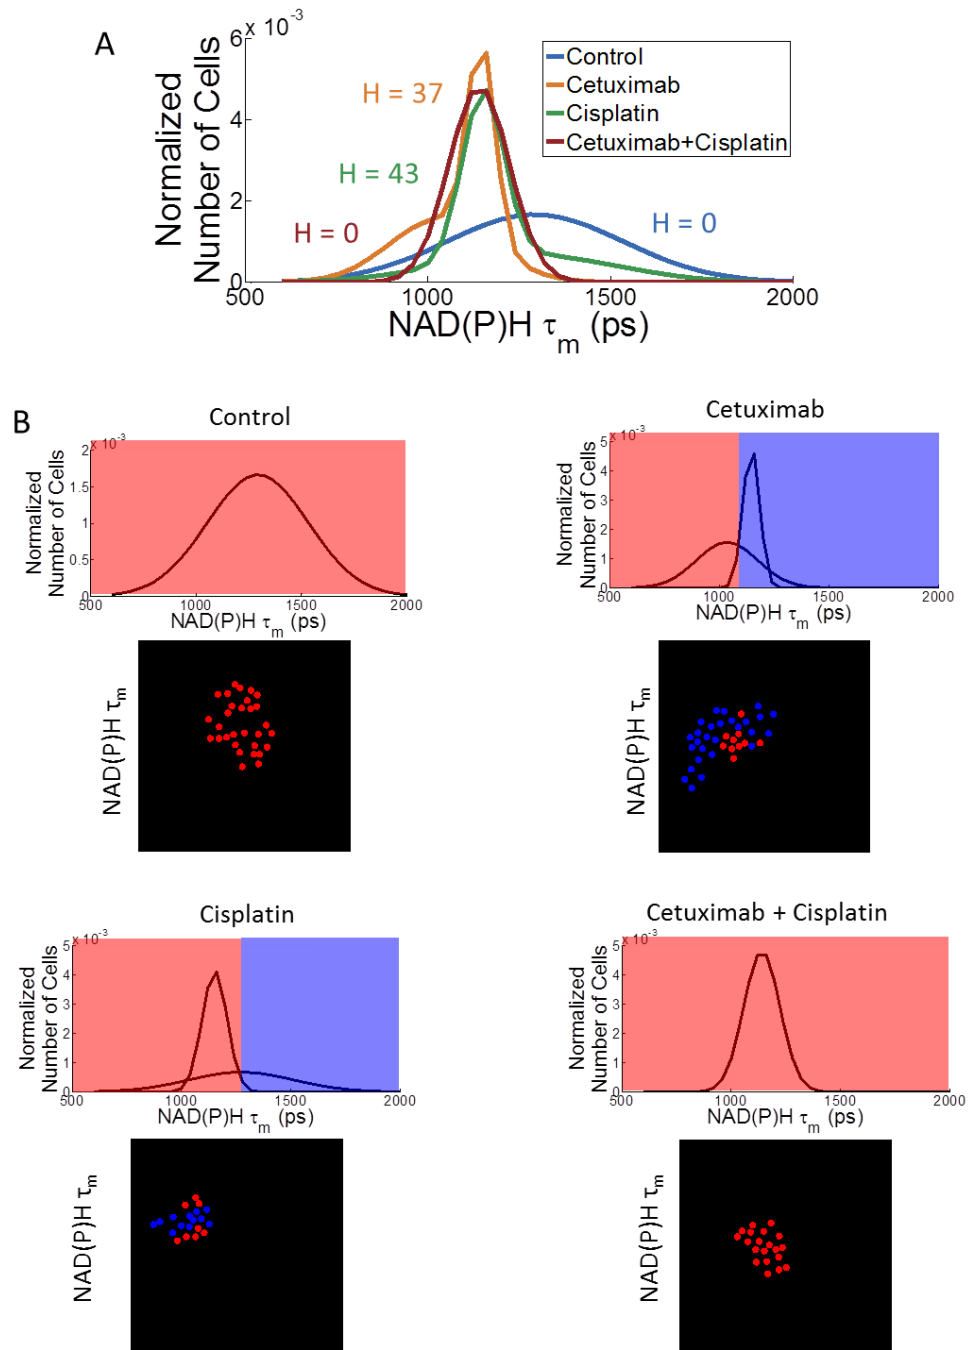 A
6 × 10⁻³
Normalized
Number of Cells
4
2
0
500
1000
1500
2000
NAD(P)H τm (ps)
H = 37
H = 43
H = 0
H = 0
Control
Cetuximab
Cisplatin
Cetuximab+Cisplatin
B
Control
2 × 10⁻³
Normalized
Number of Cells
1.5
1
0.5
0
500
1000
1500
2000
NAD(P)H τm (ps)
NAD(P)H τm
Cetuximab
5 × 10⁻³
Normalized
Number of Cells
4
3
2
1
0
500
1000
1500
2000
NAD(P)H τm (ps)
NAD(P)H τm
Cisplatin
5 × 10⁻³
Normalized
Number of Cells
4
3
2
1
0
500
1000
1500
2000
NAD(P)H τm (ps)
NAD(P)H τm
Cetuximab + Cisplatin
5 × 10⁻³
Normalized
Number of Cells
4
3
2
1
0
500
1000
1500
2000
NAD(P)H τm (ps)
NAD(P)H τm